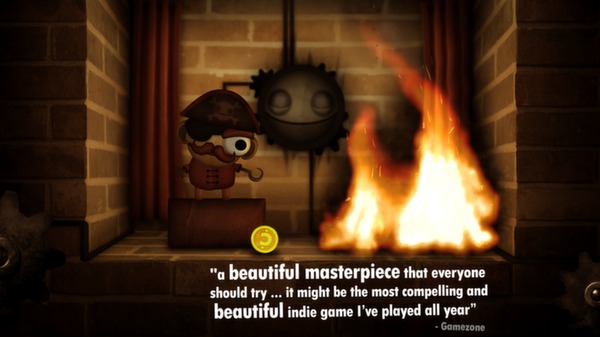 5
"a beautiful masterpiece that everyone
should try ... it might be the most compelling and
beautiful indie game I've played all year"
- Gamezone